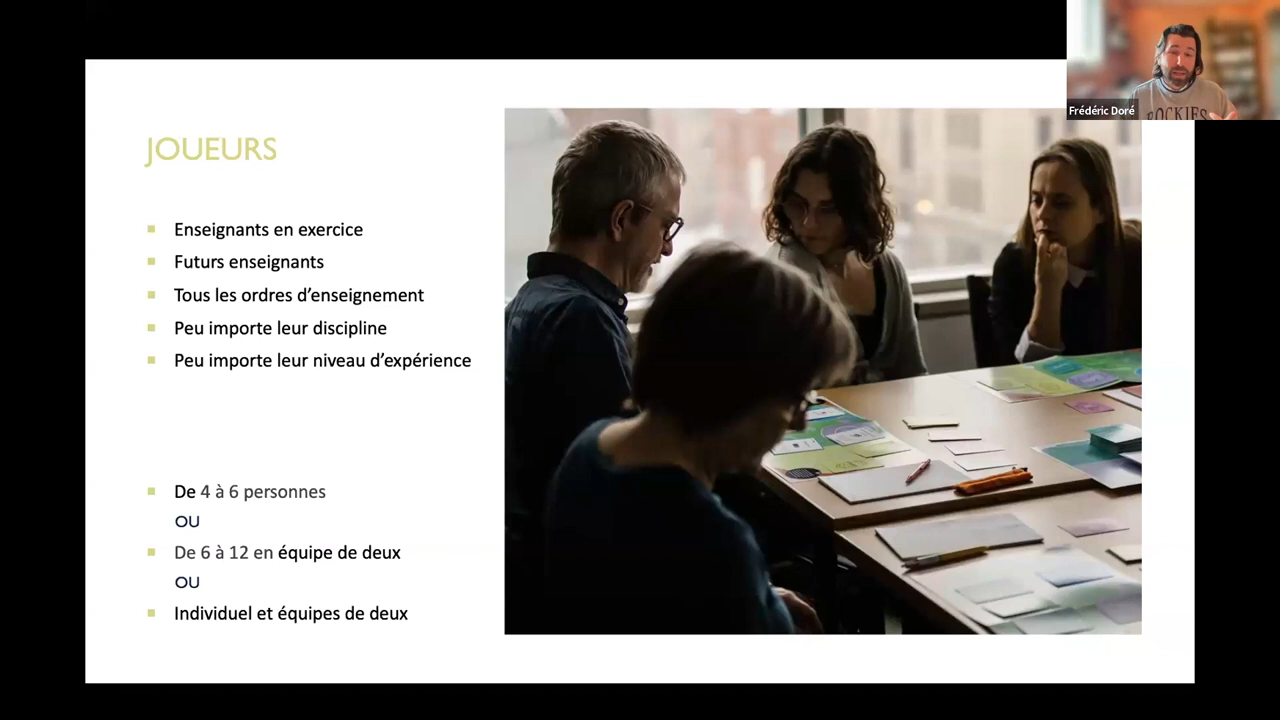 JOUEURS
Enseignants en exercice
Futurs enseignants
Tous les ordres d’enseignement
Peu importe leur discipline
Peu importe leur niveau d’expérience
De 4 à 6 personnes
OU
De 6 à 12 en équipe de deux
OU
Individuel et équipes de deux
Frédéric Doré
ROCKIES